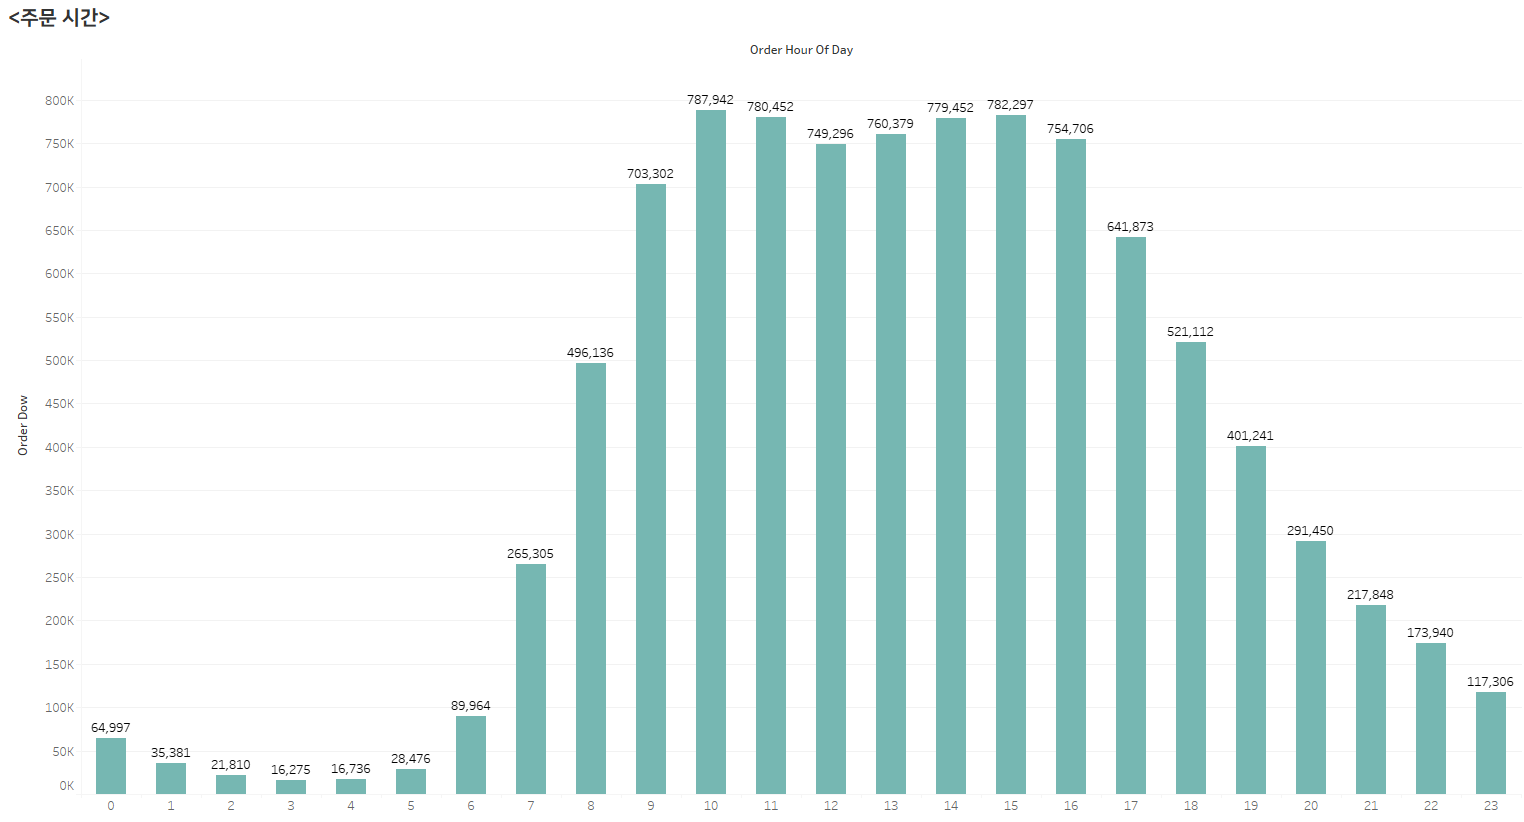 <주문 시간>
Order Hour Of Day
800K
750K
700K
650K
600K
550K
500K
450K
400K
350K
300K
250K
200K
150K
100K
50K
0K
Order Dow
64,997
35,381
21,810
16,275
16,736
28,476
89,964
265,305
496,136
703,302
787,942
780,452
749,296
760,379
779,452
782,297
754,706
641,873
521,112
401,241
291,450
217,848
173,940
117,306
0 1 2 3 4 5 6 7 8 9 10 11 12 13 14 15 16 17 18 19 20 21 22 23